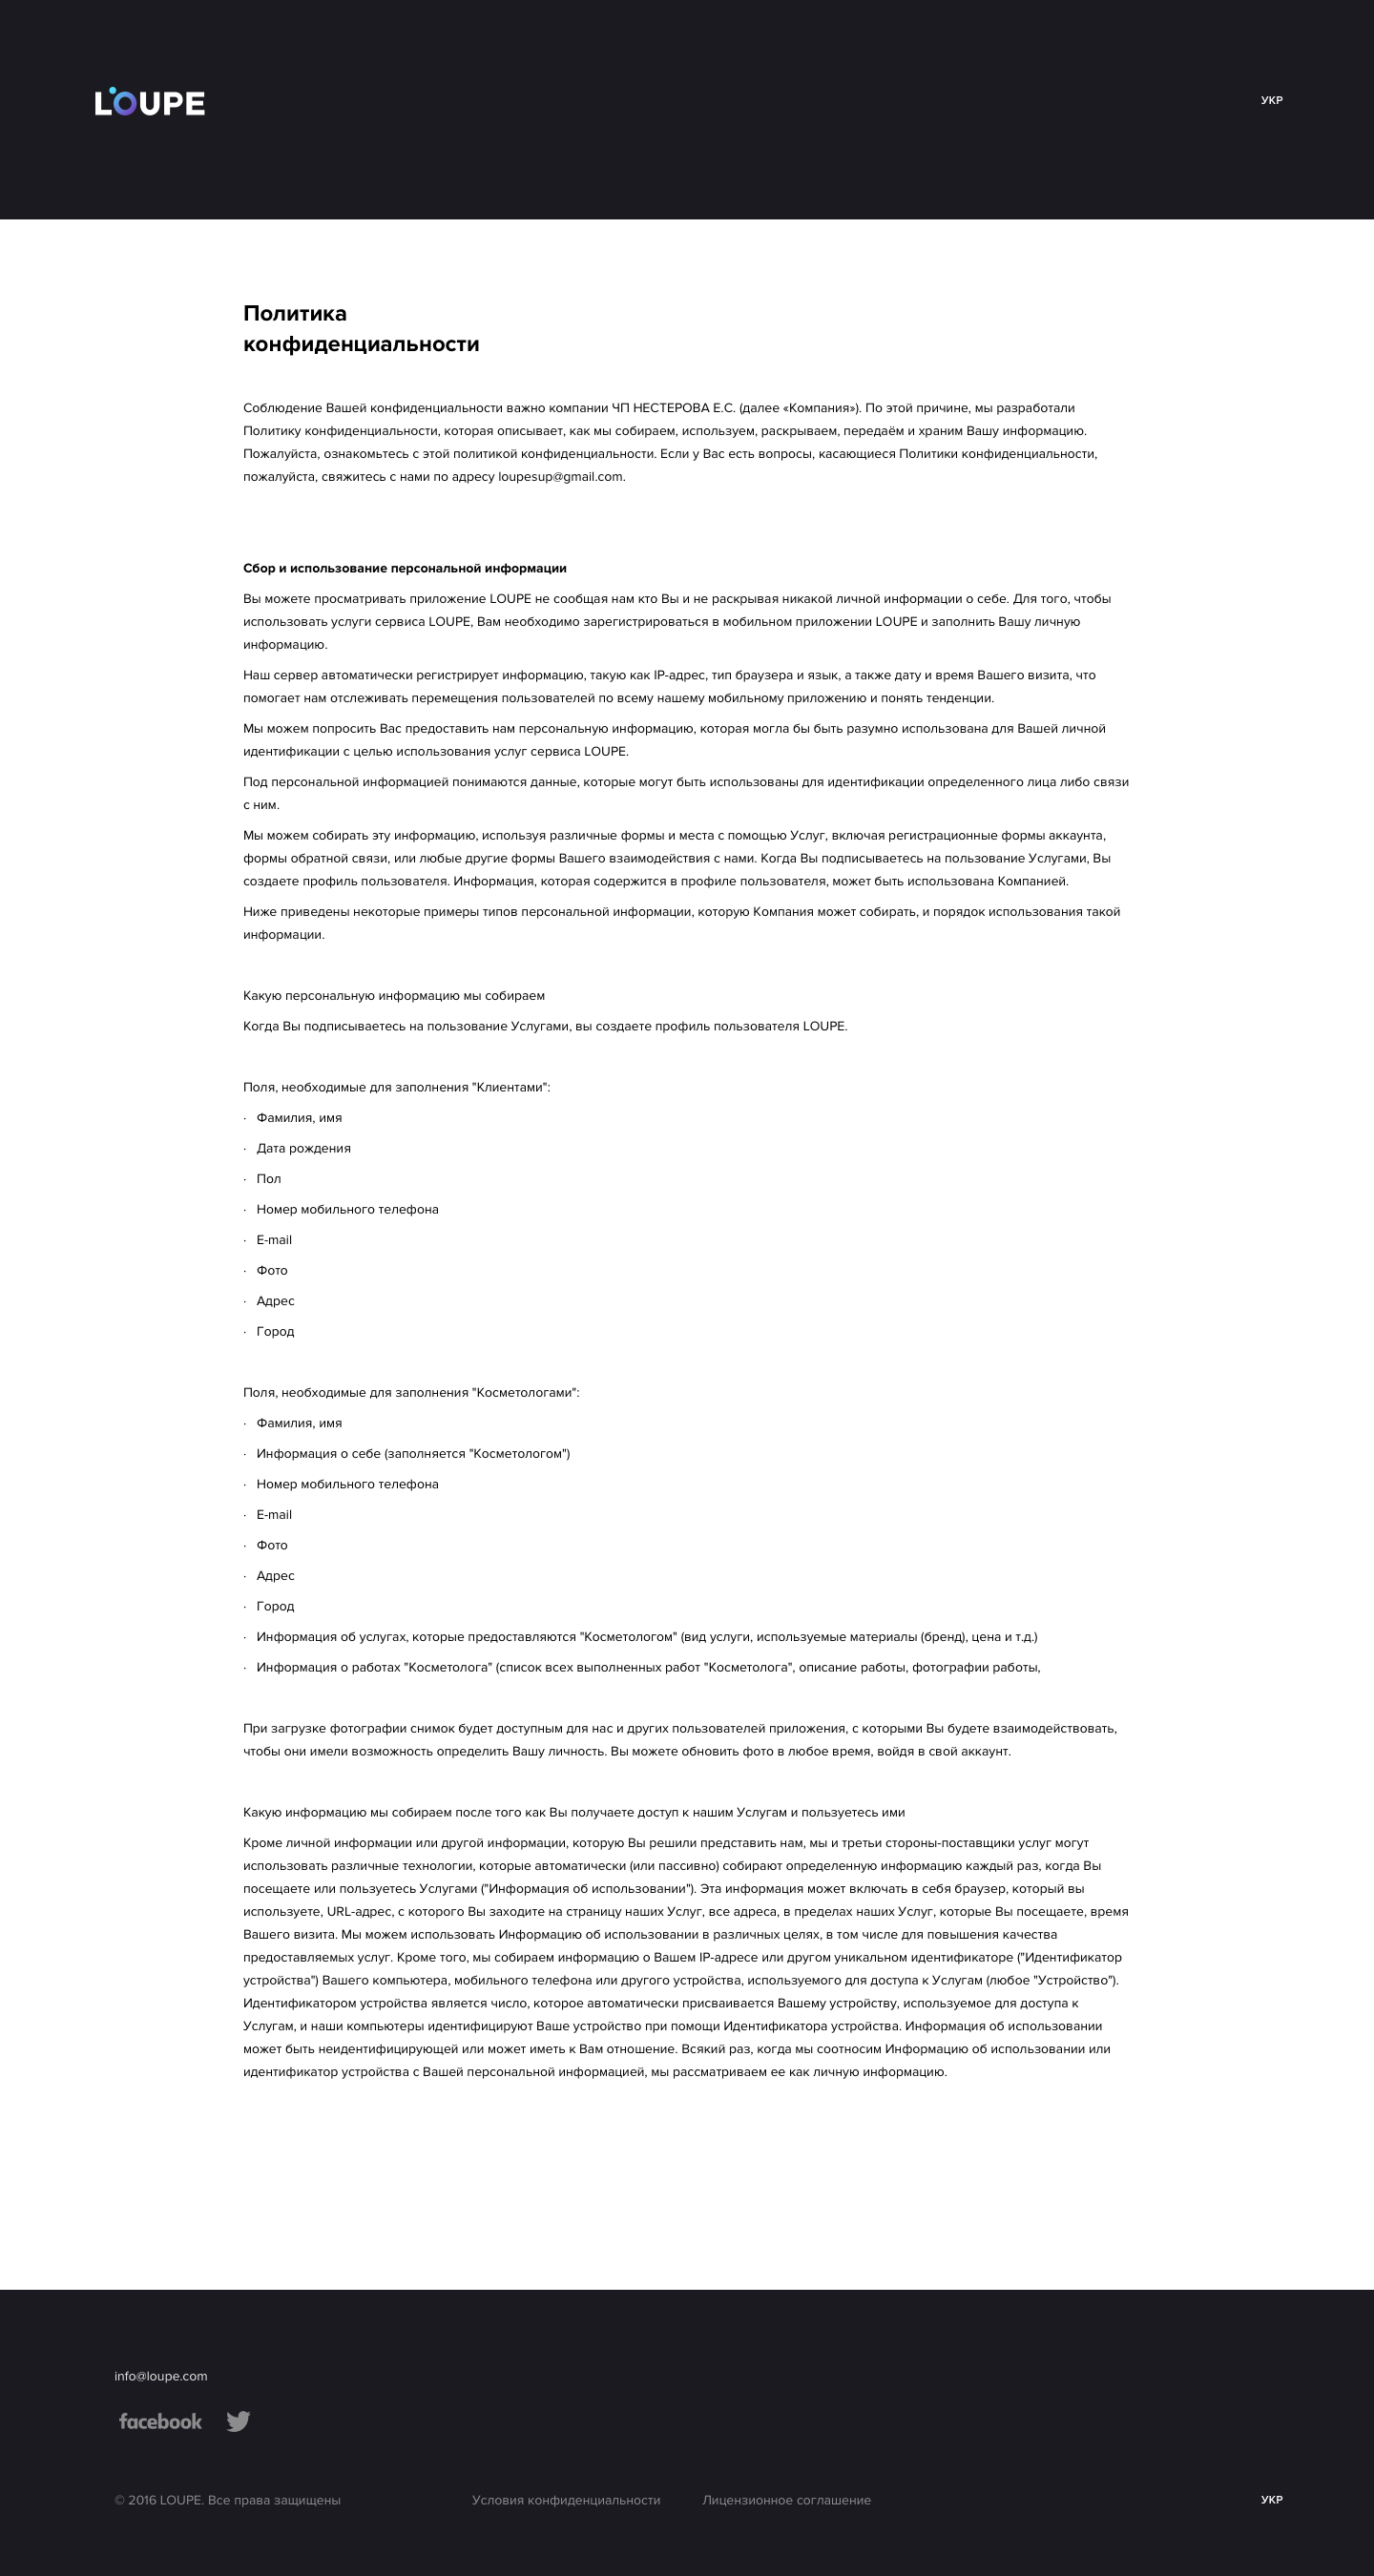 LOUPE
УКР
Политика
конфиденциальности
Соблюдение Вашей конфиденциальности важно компании ЧП НЕСТЕРОВА Е.С. (далее «Компания»). По этой причине, мы разработали
Политику конфиденциальности, которая описывает, как мы собираем, используем, раскрываем, передаём и храним Вашу информацию.
Пожалуйста, ознакомьтесь с этой политикой конфиденциальности. Если у Вас есть вопросы, касающиеся Политики конфиденциальности,
пожалуйста, свяжитесь с нами по адресу loupesup@gmail.com.
Сбор и использование персональной информации
Вы можете просматривать приложение LOUPE не сообщая нам кто Вы и не раскрывая никакой личной информации о себе. Для того, чтобы
использовать услуги сервиса LOUPE, Вам необходимо зарегистрироваться в мобильном приложении LOUPE и заполнить Вашу личную
информацию.
Наш сервер автоматически регистрирует информацию, такую как IP-адрес, тип браузера и язык, а также дату и время Вашего визита, что
помогает нам отслеживать перемещения пользователей по всему нашему мобильному приложению и понять тенденции.
Мы можем попросить Вас предоставить нам персональную информацию, которая могла бы быть разумно использована для Вашей личной
идентификации с целью использования услуг сервиса LOUPE.
Под персональной информацией понимаются данные, которые могут быть использованы для идентификации определенного лица либо связи
с ним.
Мы можем собирать эту информацию, используя различные формы и места с помощью Услуг, включая регистрационные формы аккаунта,
формы обратной связи, или любые другие формы Вашего взаимодействия с нами. Когда Вы подписываетесь на пользование Услугами, Вы
создаете профиль пользователя. Информация, которая содержится в профиле пользователя, может быть использована Компанией.
Ниже приведены некоторые примеры типов персональной информации, которую Компания может собирать, и порядок использования такой
информации.
Какую персональную информацию мы собираем
Когда Вы подписываетесь на пользование Услугами, вы создаете профиль пользователя LOUPE.
Поля, необходимые для заполнения "Клиентами":
· Фамилия, имя
· Дата рождения
· Пол
· Номер мобильного телефона
· E-mail
· Фото
· Адрес
· Город
Поля, необходимые для заполнения "Косметологами":
· Фамилия, имя
· Информация о себе (заполняется "Косметологом")
· Номер мобильного телефона
· E-mail
· Фото
· Адрес
· Город
· Информация об услугах, которые предоставляются "Косметологом" (вид услуги, используемые материалы (бренд), цена и т.д.)
· Информация о работах "Косметолога" (список всех выполненных работ "Косметолога", описание работы, фотографии работы,
При загрузке фотографии снимок будет доступным для нас и других пользователей приложения, с которыми Вы будете взаимодействовать,
чтобы они имели возможность определить Вашу личность. Вы можете обновить фото в любое время, войдя в свой аккаунт.
Какую информацию мы собираем после того как Вы получаете доступ к нашим Услугам и пользуетесь ими
Кроме личной информации или другой информации, которую Вы решили представить нам, мы и третьи стороны-поставщики услуг могут
использовать различные технологии, которые автоматически (или пассивно) собирают определенную информацию каждый раз, когда Вы
посещаете или пользуетесь Услугами ("Информация об использовании"). Эта информация может включать в себя браузер, который вы
используете, URL-адрес, с которого Вы заходите на страницу наших Услуг, все адреса, в пределах наших Услуг, которые Вы посещаете, время
Вашего визита. Мы можем использовать Информацию об использовании в различных целях, в том числе для повышения качества
предоставляемых услуг. Кроме того, мы собираем информацию о Вашем IP-адресе или другом уникальном идентификаторе ("Идентификатор
устройства") Вашего компьютера, мобильного телефона или другого устройства, используемого для доступа к Услугам (любое "Устройство").
Идентификатором устройства является число, которое автоматически присваивается Вашему устройству, используемое для доступа к
Услугам, и наши компьютеры идентифицируют Ваше устройство при помощи Идентификатора устройства. Информация об использовании
может быть неидентифицирующей или может иметь к Вам отношение. Всякий раз, когда мы соотносим Информацию об использовании или
идентификатор устройства с Вашей персональной информацией, мы рассматриваем ее как личную информацию.
info@loupe.com
facebook
© 2016 LOUPE. Все права защищены
Условия конфиденциальности
Лицензионное соглашение
УКР